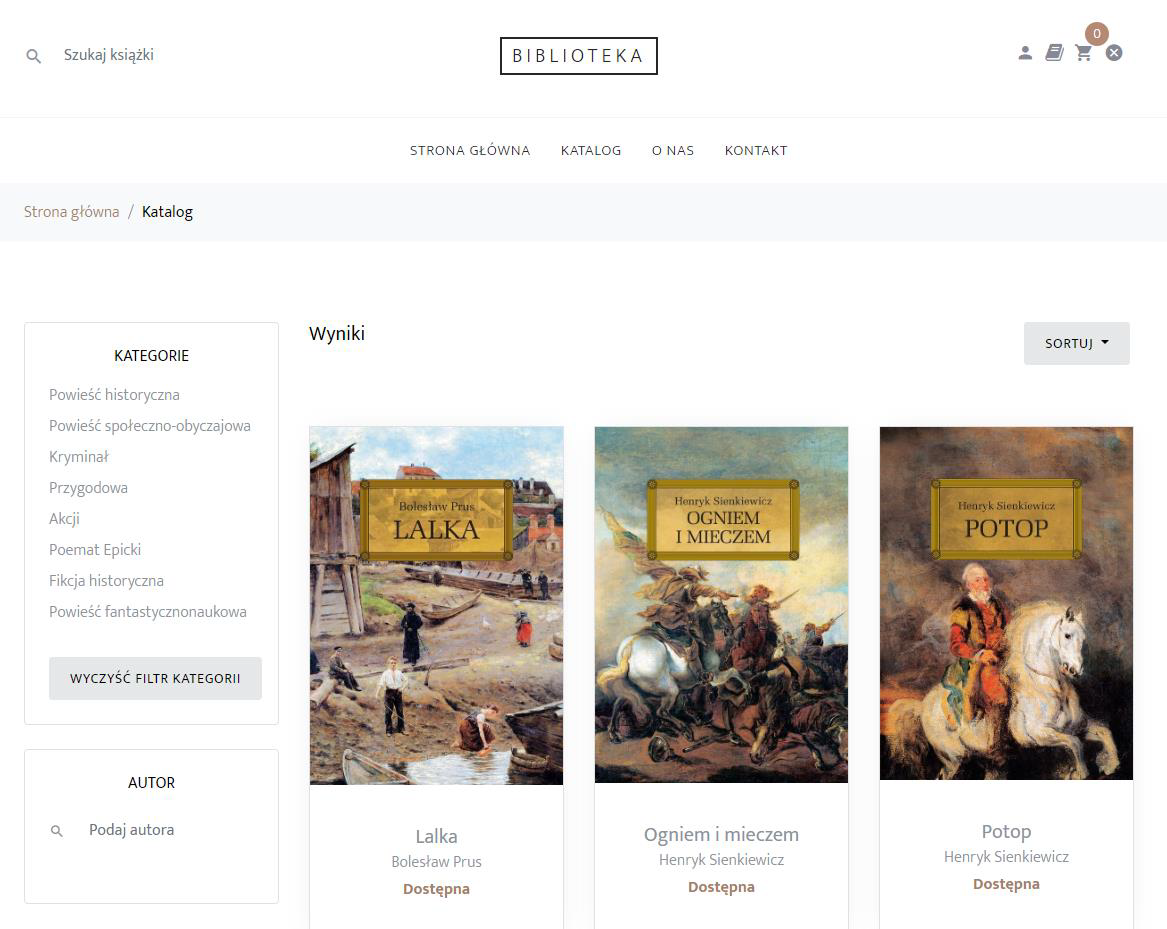 Szukaj książki
BIBLIOTEKA
0
STRONA GŁÓWNA KATALOG O NAS KONTAKT
Strona główna / Katalog
KATEGORIE
Powieść historyczna
Powieść społeczno-obyczajowa
Kryminał
Przygodowa
Akcji
Poemat Epicki
Fikcja historyczna
Powieść fantastycznonaukowa
WYCZYŚĆ FILTR KATEGORII
AUTOR
Podaj autora
Wyniki
SORTUJ
Bolesław Prus
LALKA
Lalka
Bolesław Prus
Dostępna
Henryk Sienkiewicz
OGNIEM
I MIECZEM
Ogniem i mieczem
Henryk Sienkiewicz
Dostępna
Henryk Sienkiewicz
POTOP
Potop
Henryk Sienkiewicz
Dostępna